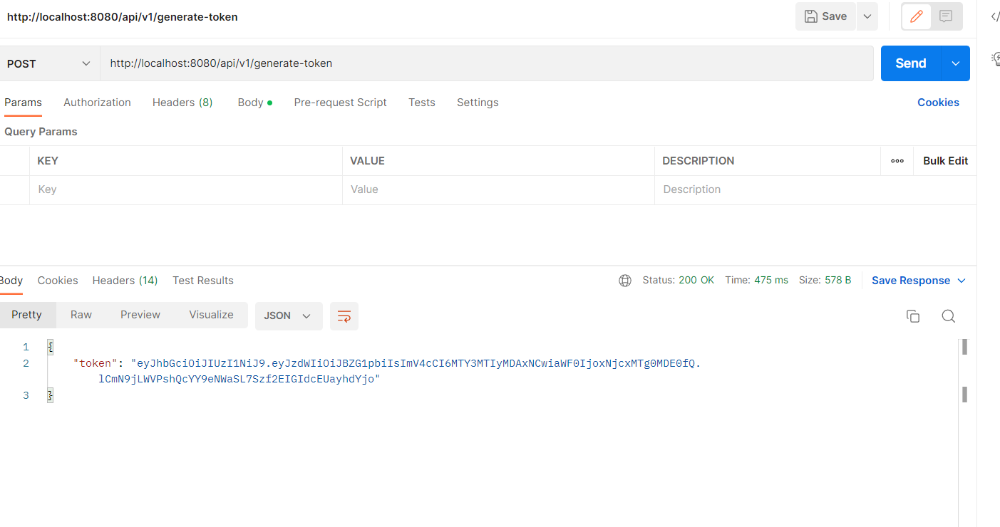 http://localhost:8080/api/v1/generate-token
Save
POST
http://localhost:8080/api/v1/generate-token
Send
Params Authorization Headers (8) Body Pre-request Script Tests Settings Cookies
Query Params
KEY VALUE DESCRIPTION Bulk Edit
Key Value Description
Body Cookies Headers (14) Test Results Status: 200 OK Time: 475 ms Size: 578 B Save Response
Pretty Raw Preview Visualize JSON
1 {
2 "token": "eyJhbGciOiJIUzI1NiJ9.eyJzdWIiOiJBZG1pbiIsImV4cCI6MTY3MTIyMDAxNCwiaWF0IjoxNjcxMTg0MDE0fQ.
lCmN9jLWVPshQcYY9eNWaSL7Szf2EIGIdcEUayhdYjo"
3 }